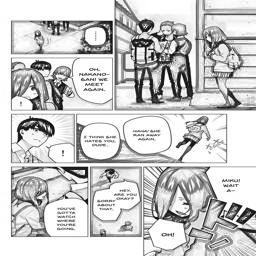 OH,
NAKANO-
SAN! WE
MEET
AGAIN.
!
!
HAHA! SHE
RAN AWAY
AGAIN.
I THINK SHE
HATES YOU,
DUDE.
HEY,
ARE YOU
OKAY?
SORRY
ABOUT
THAT.
YOU'VE
GOTTA
WATCH
WHERE
YOU'RE
GOING.
MIKU!
WAIT
A-
OH!